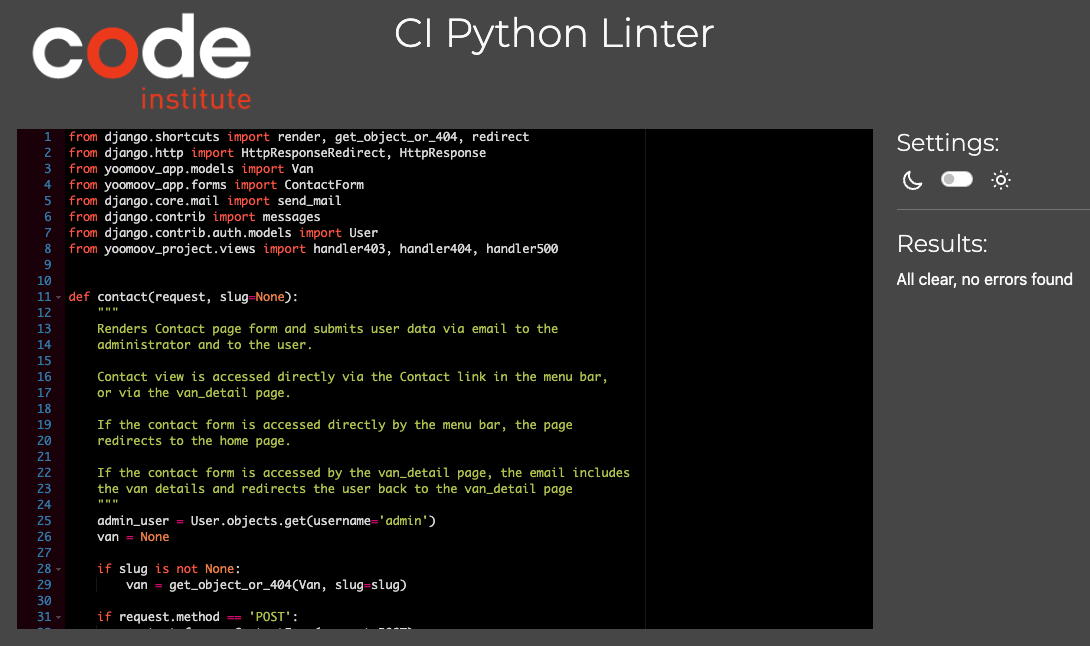 code
institute
CI Python Linter
1 from django.shortcuts import render, get_object_or_404, redirect
2 from django.http import HttpResponseRedirect, HttpResponse
3 from yoomoov_app.models import Van
4 from yoomoov_app.forms import ContactForm
5 from django.core.mail import send_mail
6 from django.contrib import messages
7 from django.contrib.auth.models import User
8 from yoomoov_project.views import handler403, handler404, handler500
9
10
11 def contact(request, slug=None):
12     """
13     Renders Contact page form and submits user data via email to the
14     administrator and to the user.
15
16     Contact view is accessed directly via the Contact link in the menu bar,
17     or via the van_detail page.
18
19     If the contact form is accessed directly by the menu bar, the page
20     redirects to the home page.
21
22     If the contact form is accessed by the van_detail page, the email includes
23     the van details and redirects the user back to the van_detail page
24     """
25     admin_user = User.objects.get(username='admin')
26     van = None
27
28     if slug is not None:
29         van = get_object_or_404(Van, slug=slug)
30
31     if request.method == 'POST':
Settings:
Results:
All clear, no errors found